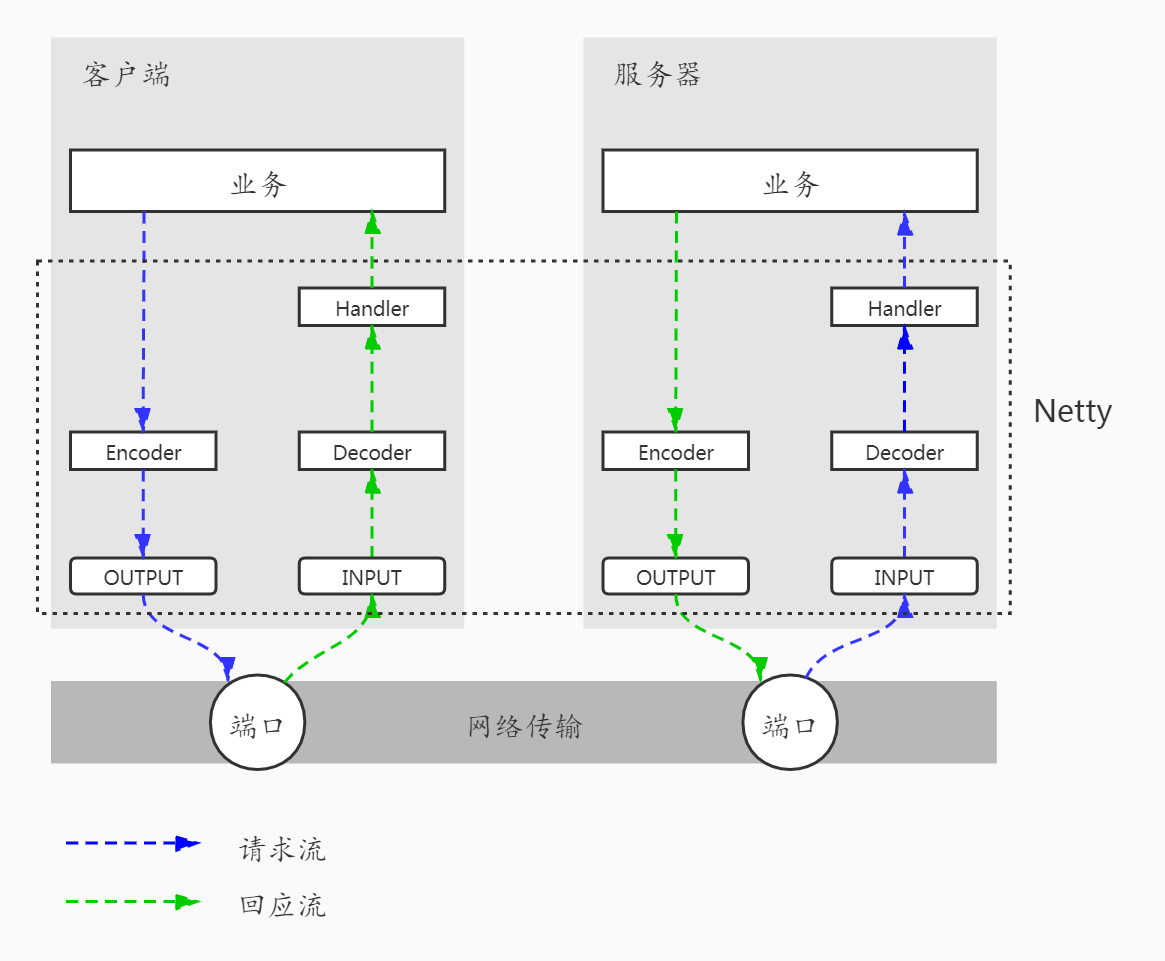 客户端
服务器
业务
业务
Handler
Handler
Netty
Encoder
Decoder
Encoder
Decoder
OUTPUT
INPUT
OUTPUT
INPUT
端口
网络传输
端口
请求流
回应流